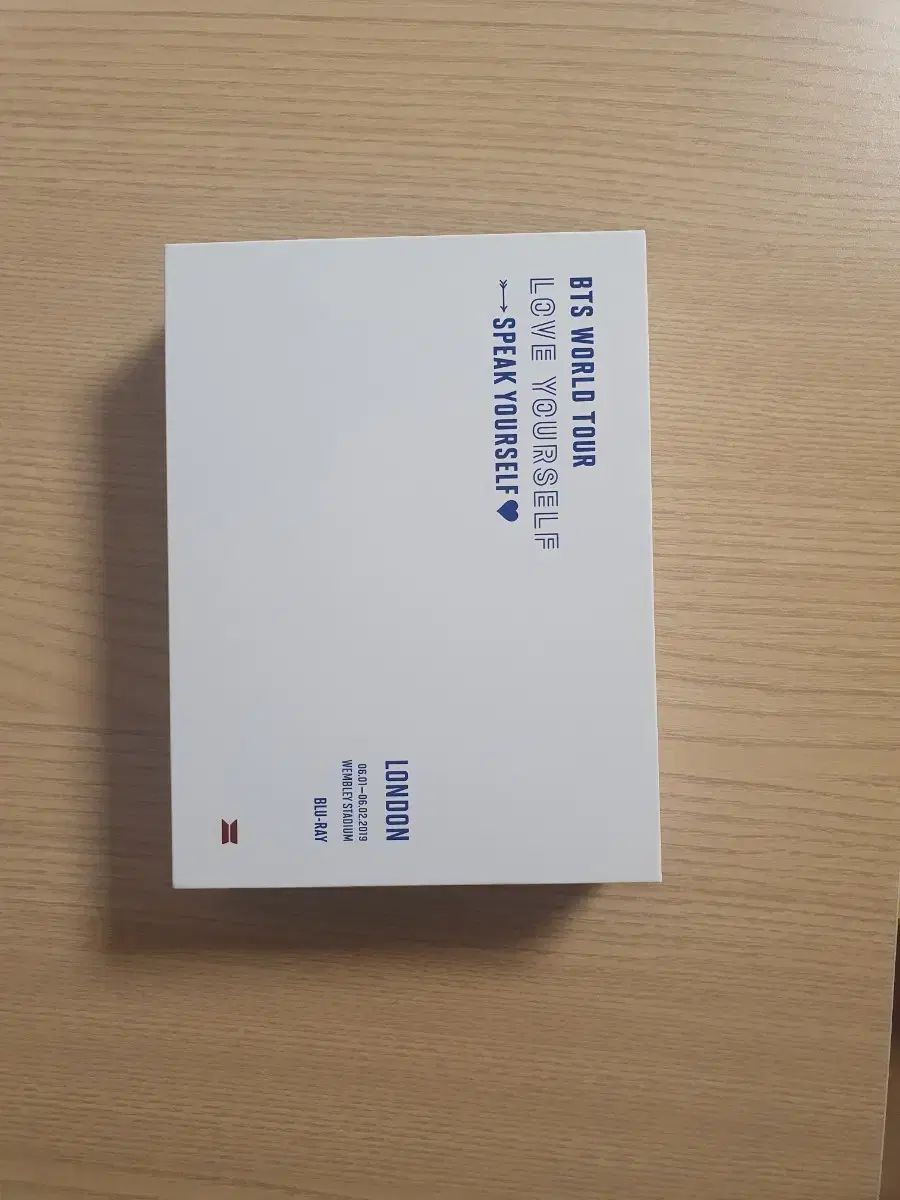 BTS WORLD TOUR
LOVE YOURSELF
SPEAK YOURSELF
LONDON
06.01–06.02.2019
WEMBLEY STADIUM
BLU-RAY